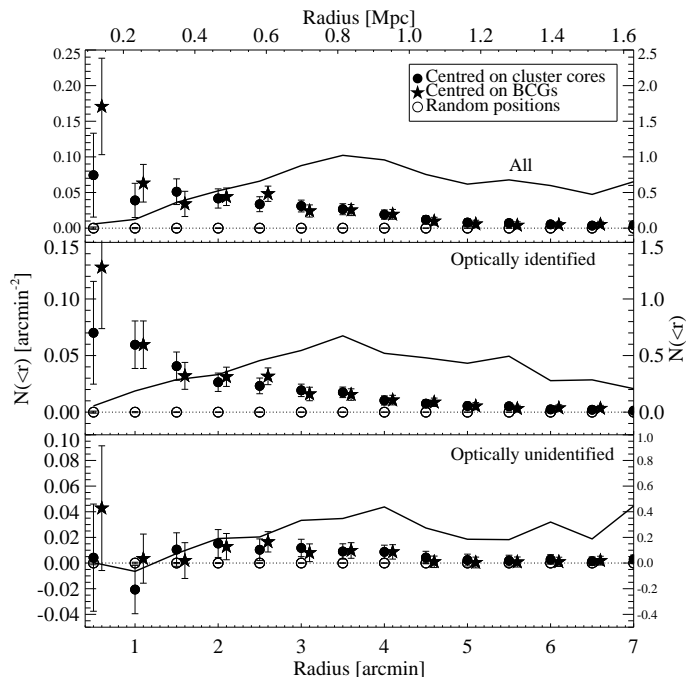 Radius [Mpc]
0.2 0.4 0.6 0.8 1.0 1.2 1.4 1.6
0.25 2.5
0.20 2.0
0.15 1.5
0.10 1.0
0.05 0.5
0.00 0.0
Centred on cluster cores
Centred on BCGs
Random positions
All
0.15 1.5
0.10 1.0
0.05 0.5
0.00 0.0
Optically identified
N(<r) [arcmin-2]
N(<r)
0.10 1.0
0.08 0.8
0.06 0.6
0.04 0.4
0.02 0.2
0.00 0.0
-0.02 0.2
-0.04 0.4
Optically unidentified
1 2 3 4 5 6 7
Radius [arcmin]